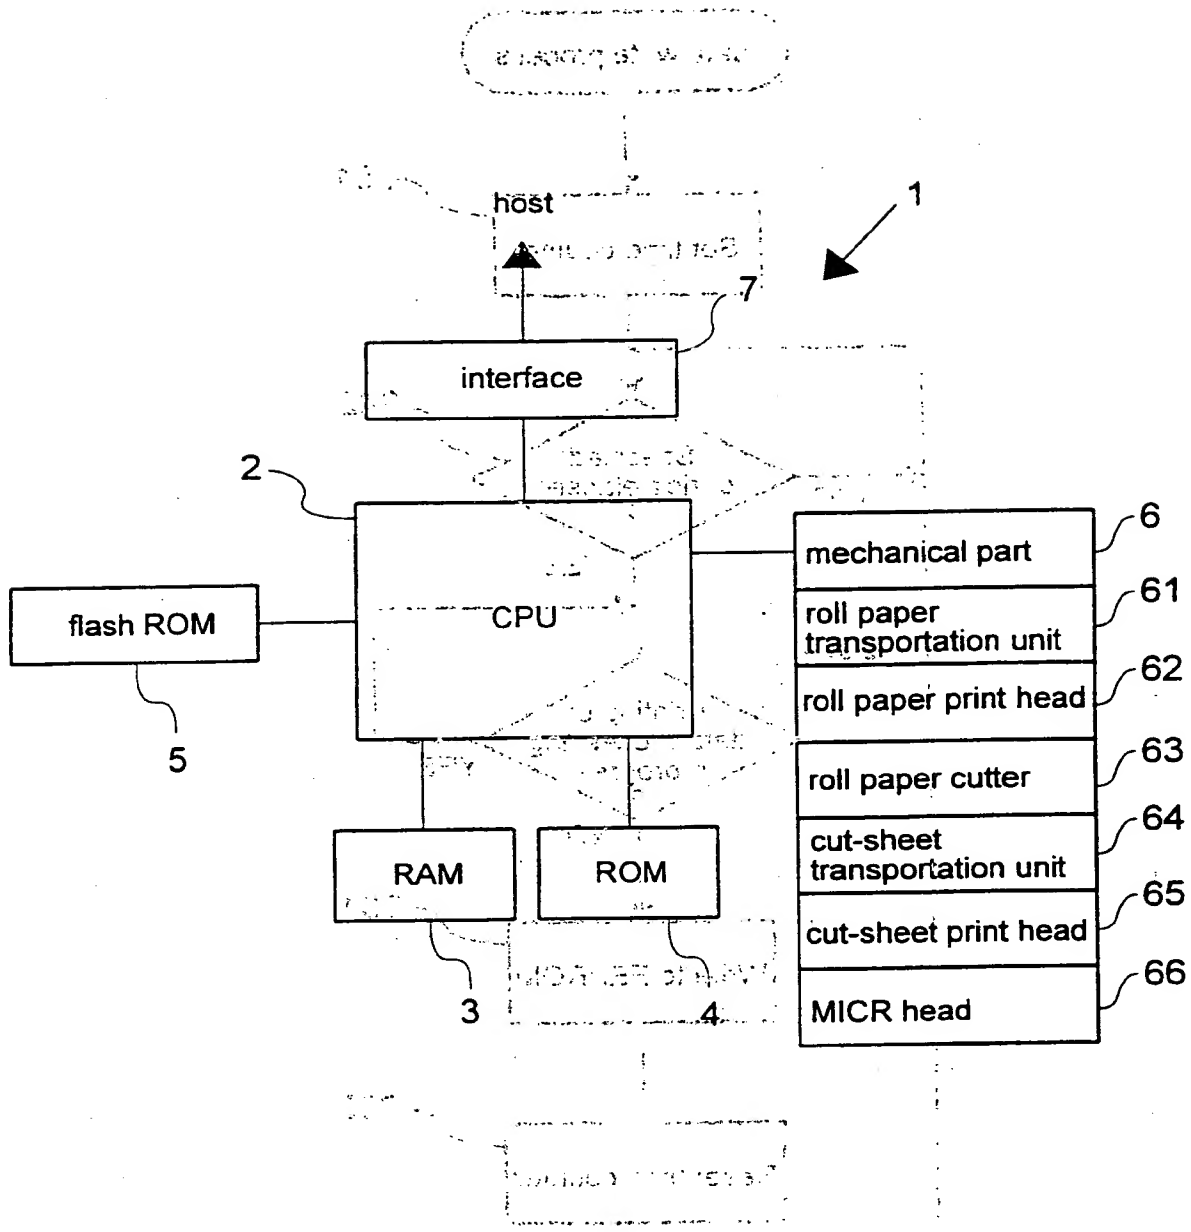 host
1
7
interface
2
CPU
flash ROM
5
RAM
ROM
3
4
mechanical part
6
roll paper
transportation unit
61
roll paper print head
62
roll paper cutter
63
cut-sheet
transportation unit
64
cut-sheet print head
65
MICR head
66